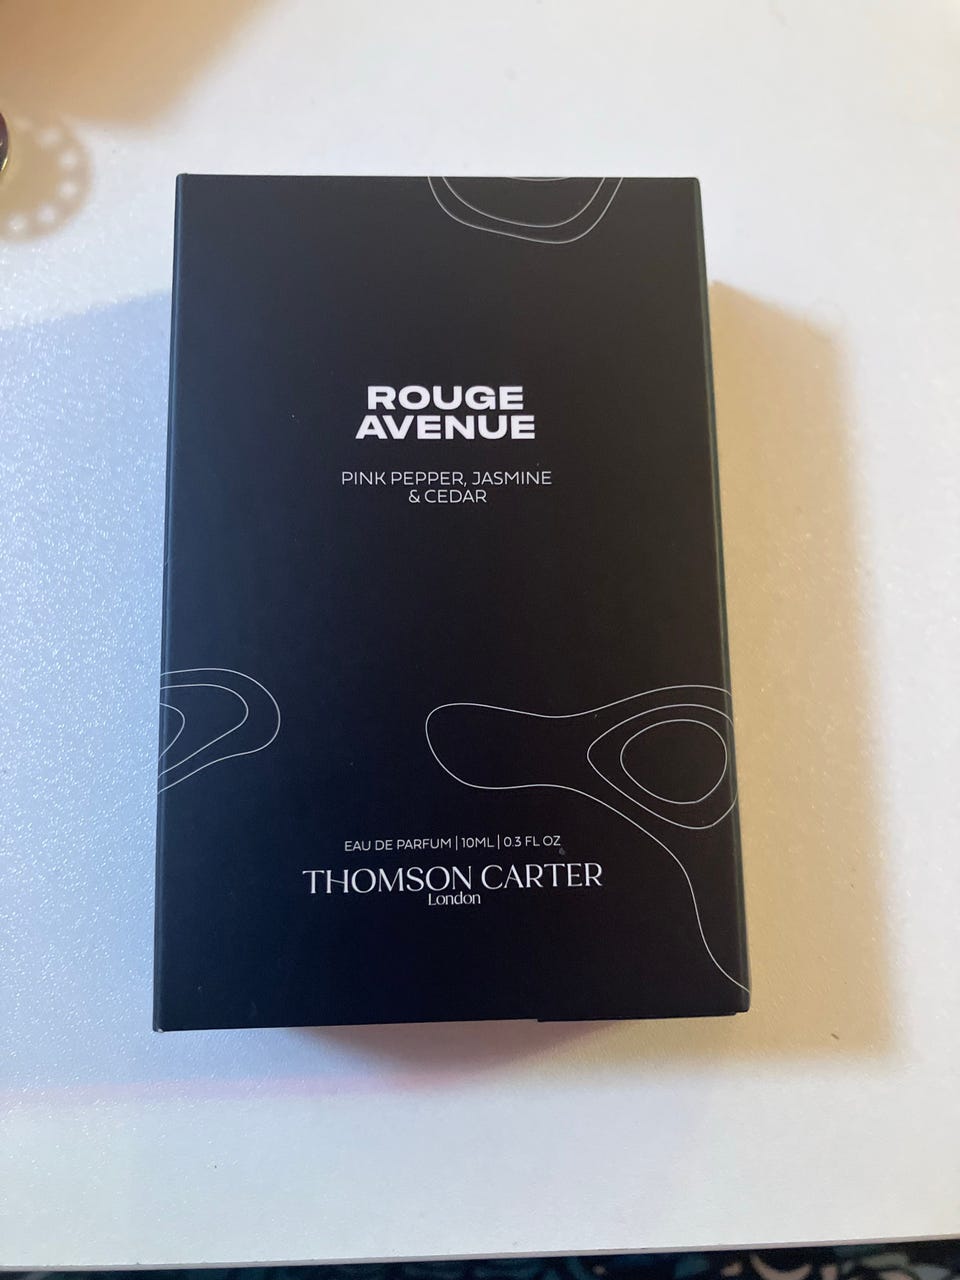 ROUGE
AVENUE
PINK PEPPER, JASMINE
& CEDAR
EAU DE PARFUM | 10ML | 0.3 FL OZ
THOMSON CARTER
London